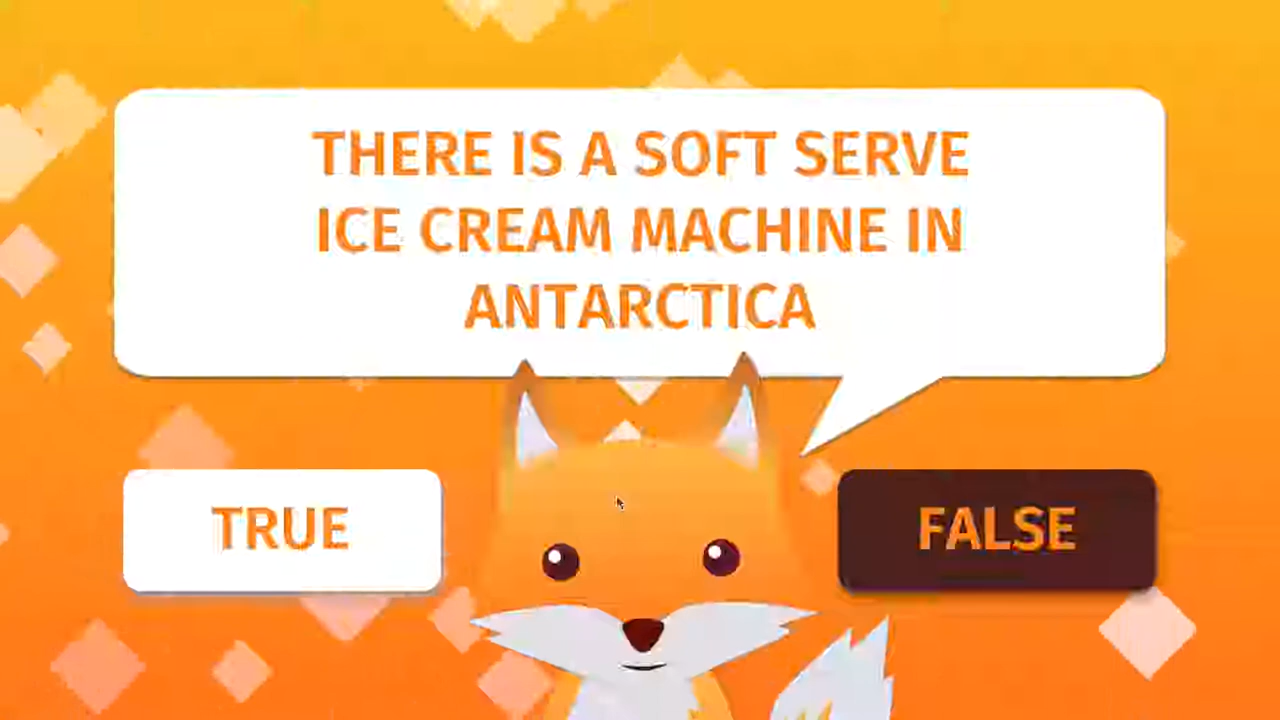 THERE IS A SOFT SERVE
ICE CREAM MACHINE IN
ANTARCTICA
TRUE
FALSE